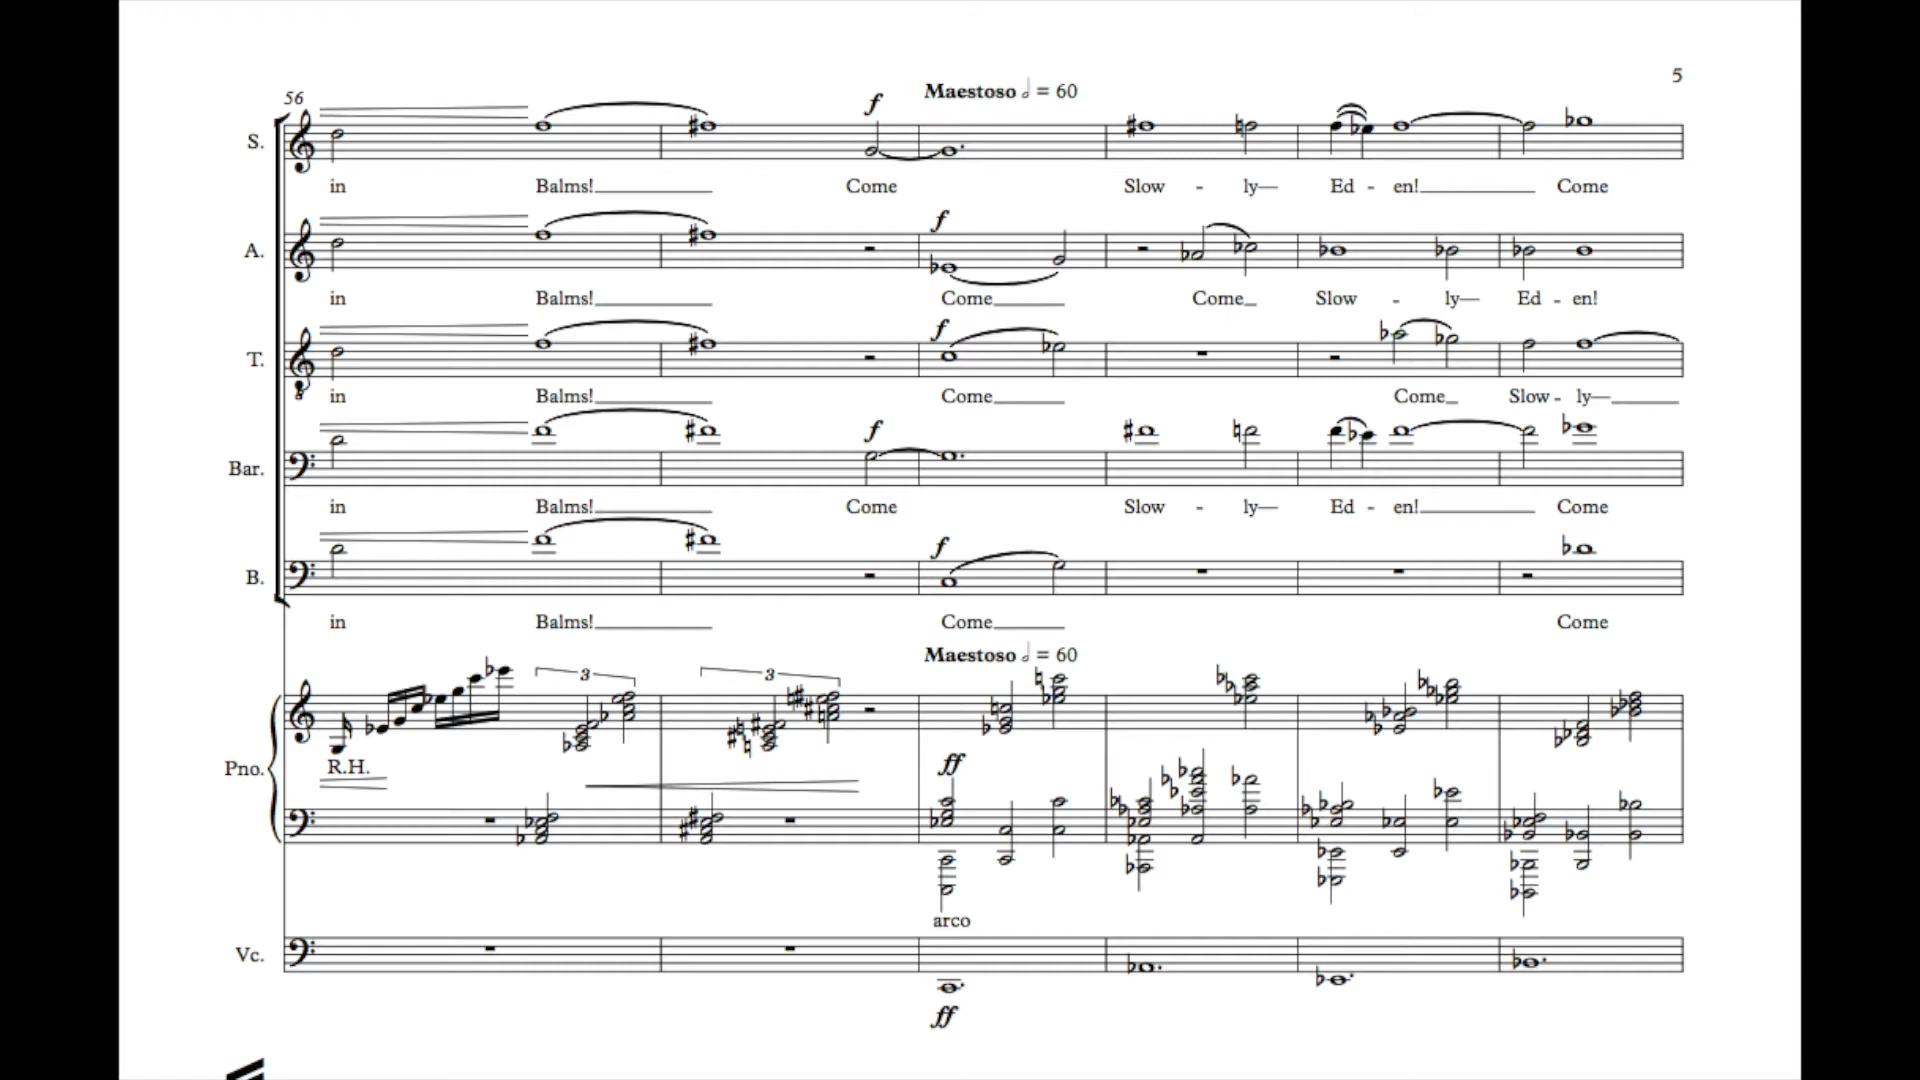 5
Maestoso 𝅗𝅥 = 60
56
f
S.
in Balms! Come Slow - ly— Ed - en! Come
f
A.
in Balms! Come Come Slow - ly— Ed - en!
f
T.
in Balms! Come Come Slow - ly—
f
Bar.
in Balms! Come Slow - ly— Ed - en! Come
f
B.
in Balms! Come Come
Maestoso 𝅗𝅥 = 60
3 3
Pno.
R.H.
ff
arco
Vc.
ff